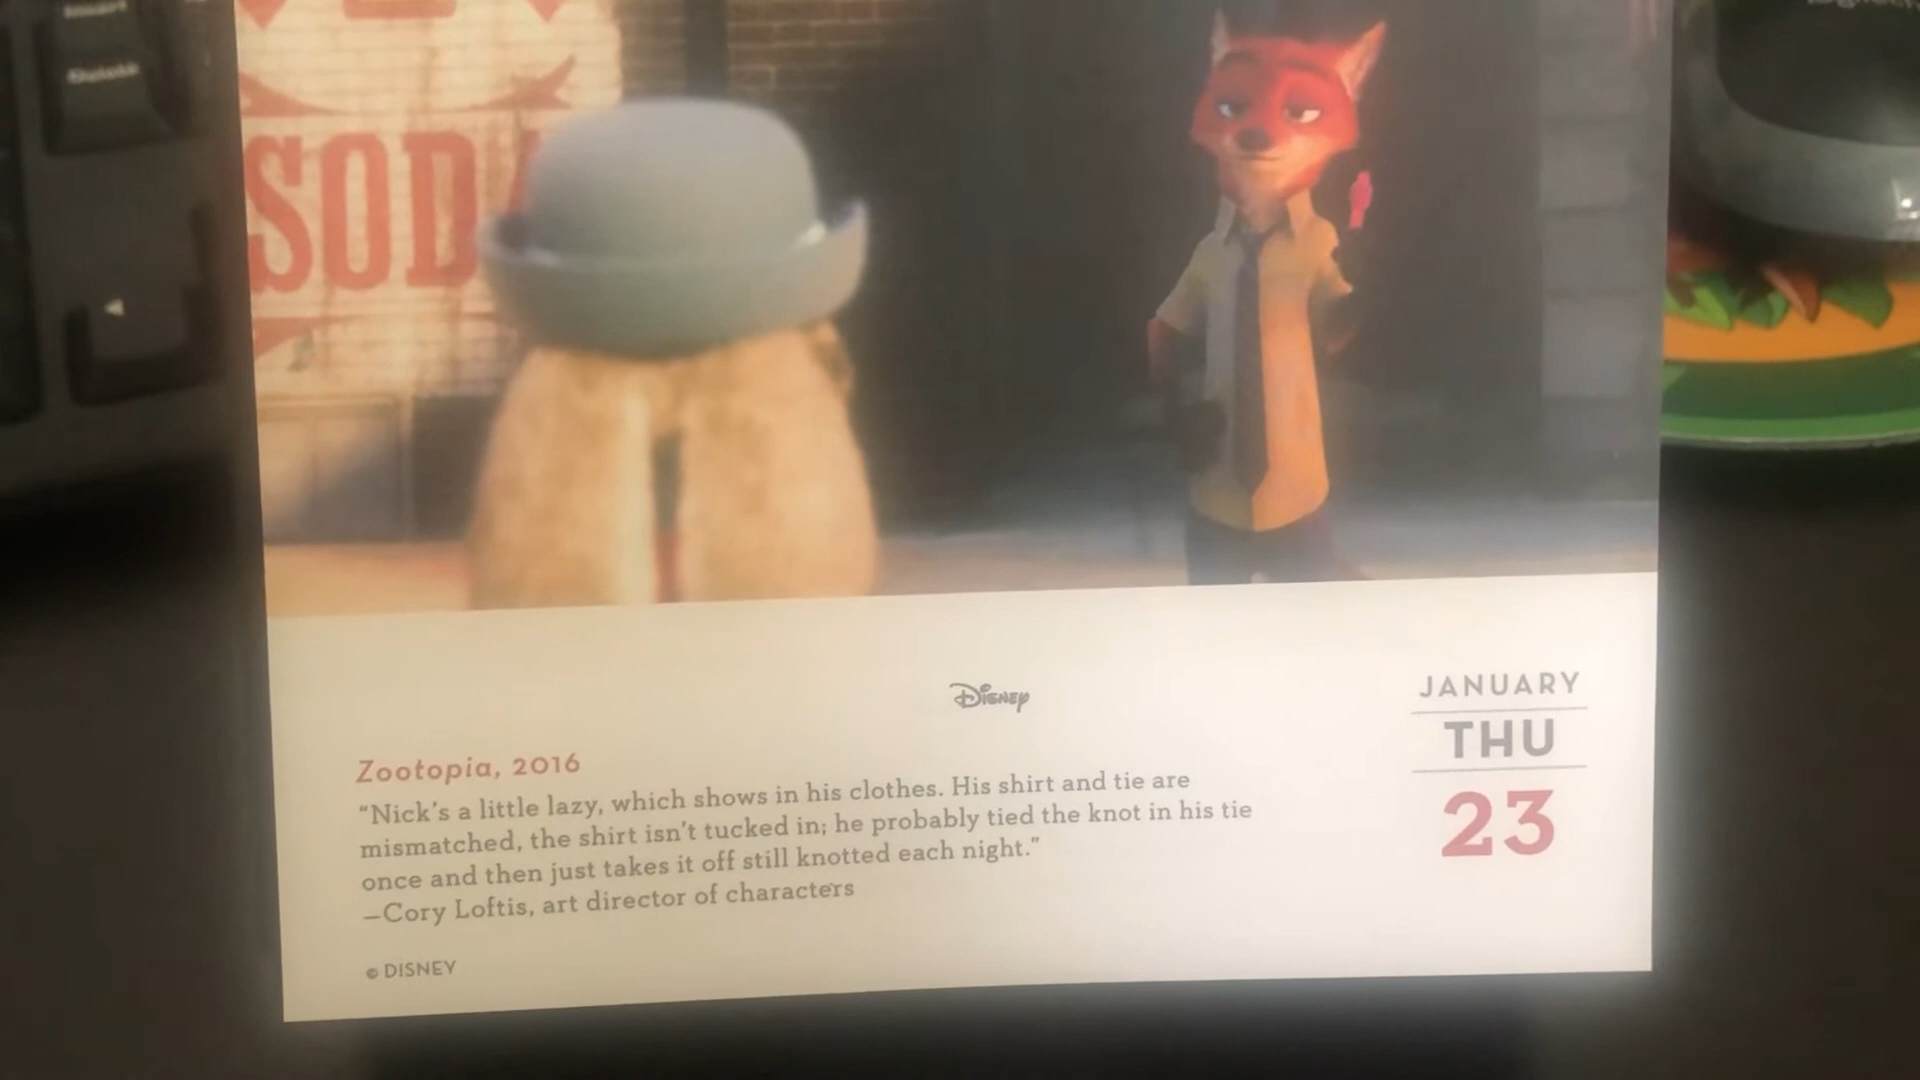 Delete
SODA
Disney
JANUARY
THU
23
Zootopia, 2016
“Nick’s a little lazy, which shows in his clothes. His shirt and tie are
mismatched, the shirt isn’t tucked in; he probably tied the knot in his tie
once and then just takes it off still knotted each night.”
—Cory Loftis, art director of characters
© DISNEY